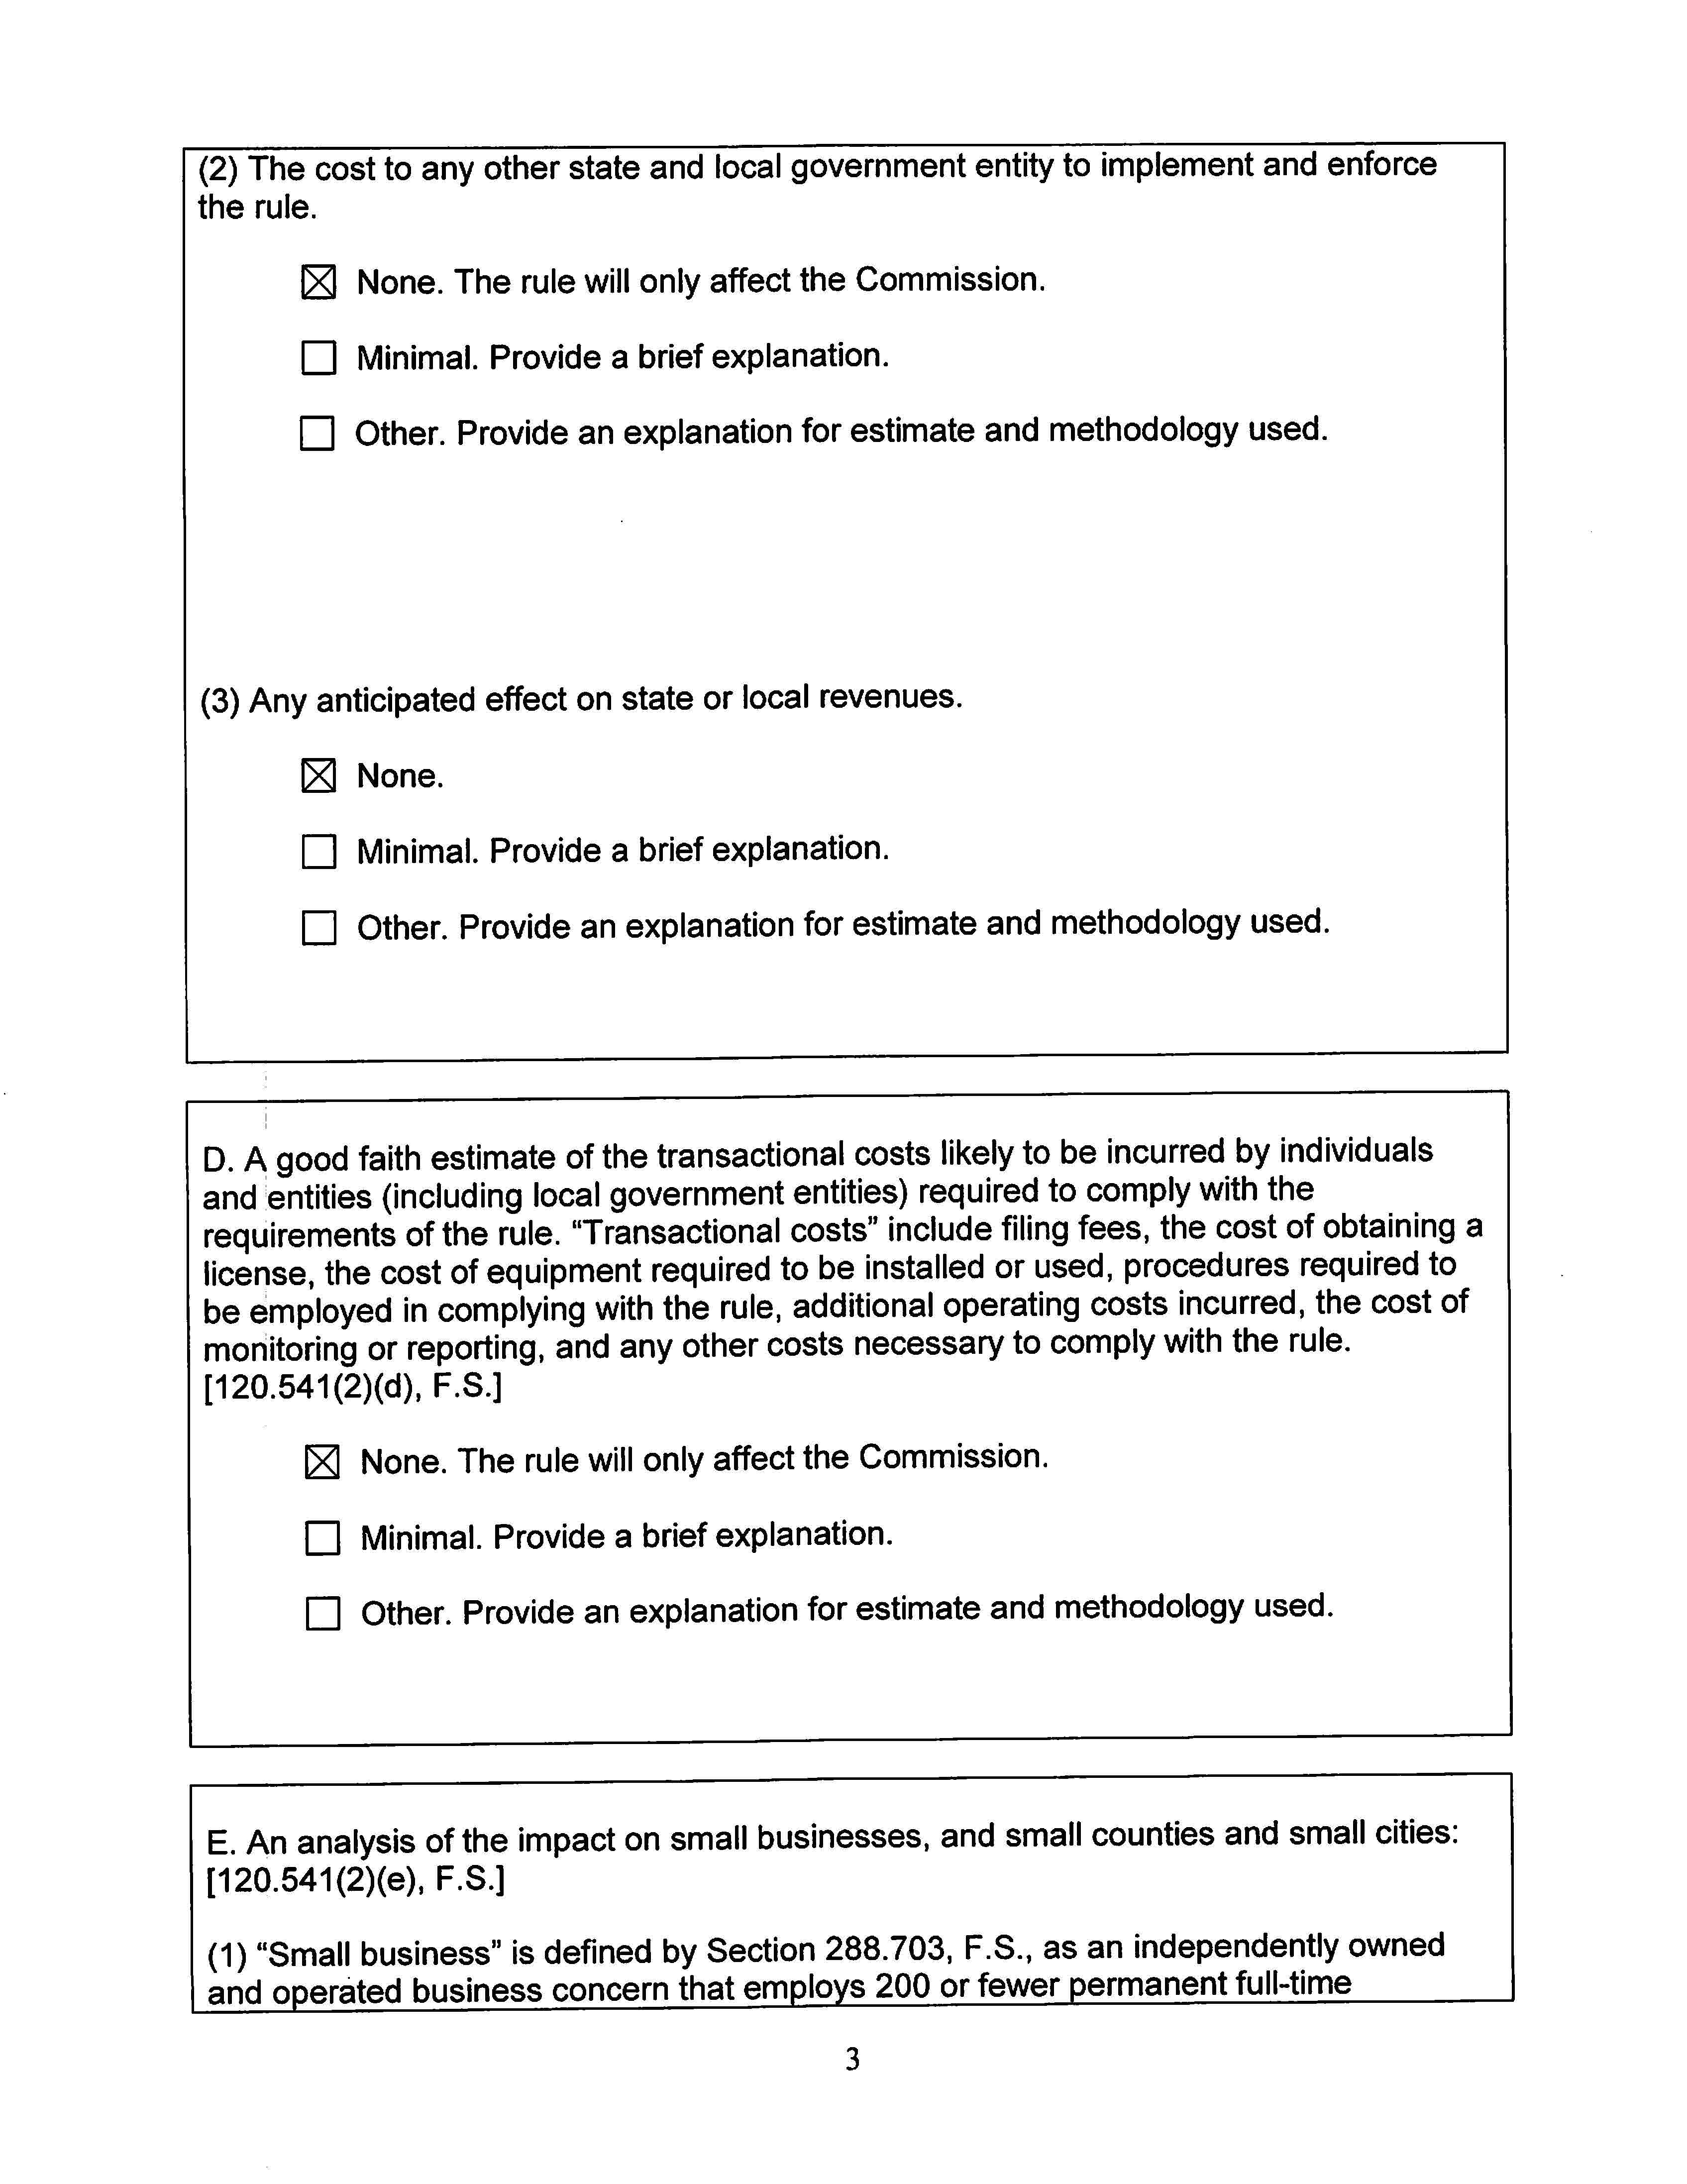 (2) The cost to any other state and local government entity to implement and enforce
the rule.
☒ None. The rule will only affect the Commission.
☐ Minimal. Provide a brief explanation.
☐ Other. Provide an explanation for estimate and methodology used.
(3) Any anticipated effect on state or local revenues.
☒ None.
☐ Minimal. Provide a brief explanation.
☐ Other. Provide an explanation for estimate and methodology used.
D. A good faith estimate of the transactional costs likely to be incurred by individuals
and entities (including local government entities) required to comply with the
requirements of the rule. “Transactional costs” include filing fees, the cost of obtaining a
license, the cost of equipment required to be installed or used, procedures required to
be employed in complying with the rule, additional operating costs incurred, the cost of
monitoring or reporting, and any other costs necessary to comply with the rule.
[120.541(2)(d), F.S.]
☒ None. The rule will only affect the Commission.
☐ Minimal. Provide a brief explanation.
☐ Other. Provide an explanation for estimate and methodology used.
E. An analysis of the impact on small businesses, and small counties and small cities:
[120.541(2)(e), F.S.]
(1) “Small business” is defined by Section 288.703, F.S., as an independently owned
and operated business concern that employs 200 or fewer permanent full-time
3